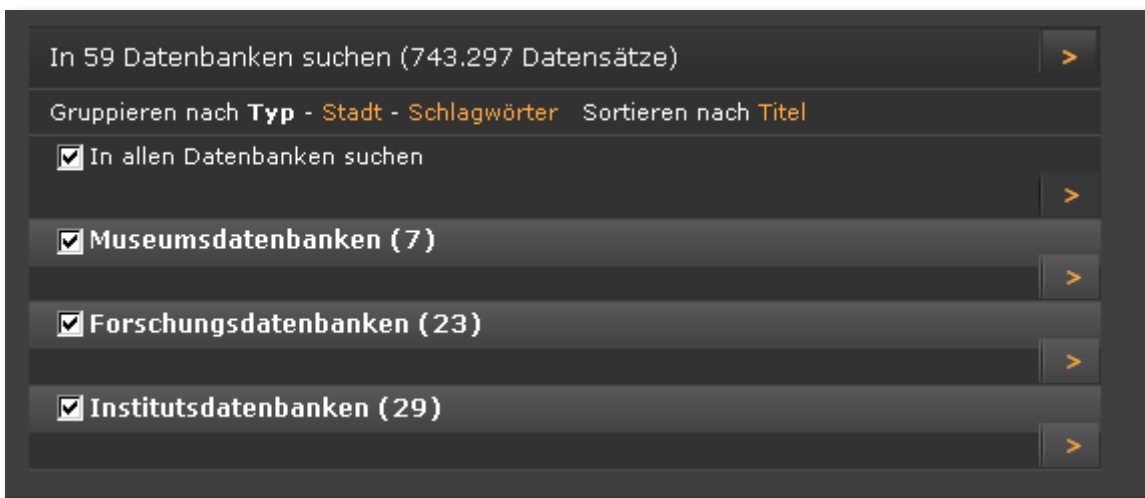 In 59 Datenbanken suchen (743.297 Datensätze) >
Gruppieren nach Typ - Stadt - Schlagwörter Sortieren nach Titel
In allen Datenbanken suchen
>
Museumsdatenbanken (7)
>
Forschungsdatenbanken (23)
>
Institutsdatenbanken (29)
>